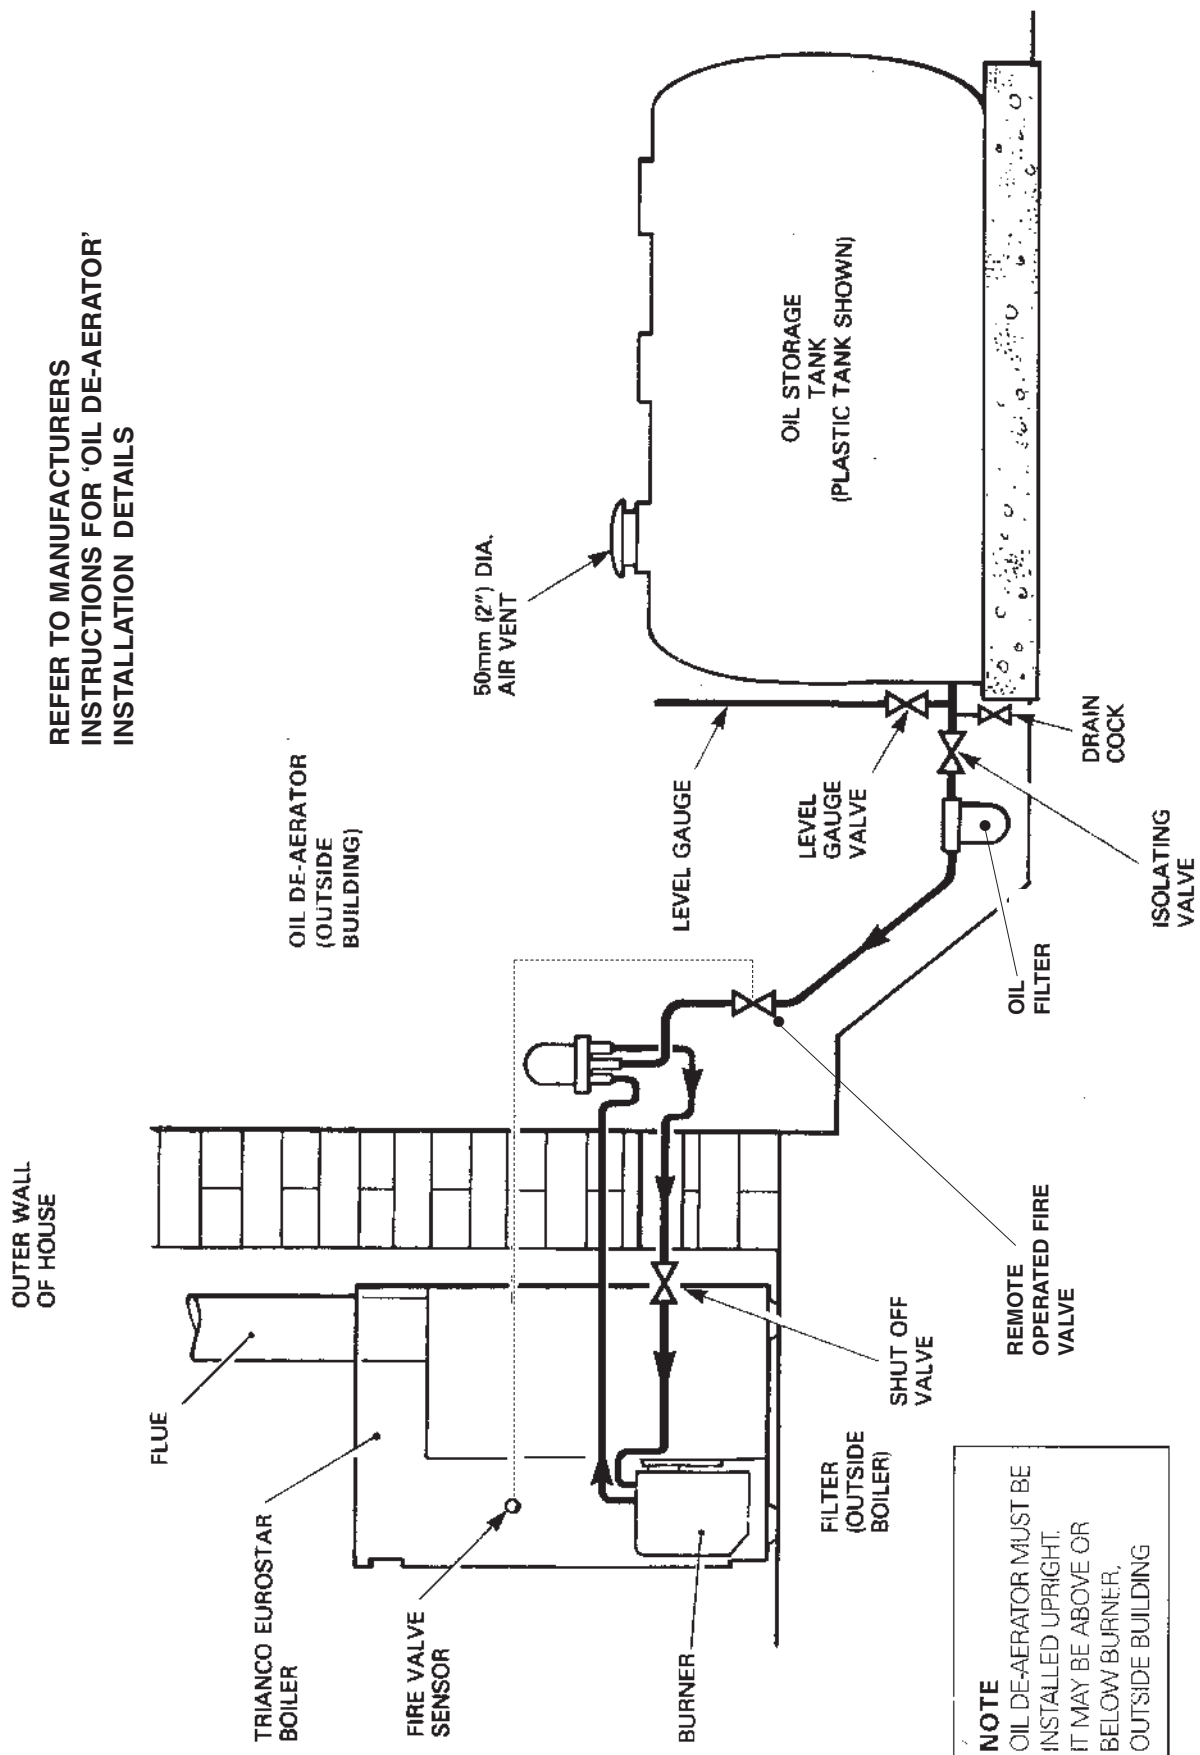 REFER TO MANUFACTURERS
INSTRUCTIONS FOR ‘OIL DE-AERATOR’
INSTALLATION DETAILS
OUTER WALL
OF HOUSE
OIL DE-AERATOR
(OUTSIDE
BUILDING)
50mm (2") DIA.
AIR VENT
FLUE
TRIANCO EUROSTAR
BOILER
FIRE VALVE
SENSOR
BURNER
FILTER
(OUTSIDE
BOILER)
SHUT OFF
VALVE
REMOTE
OPERATED FIRE
VALVE
LEVEL GAUGE
LEVEL
GAUGE
VALVE
OIL
FILTER
ISOLATING
VALVE
DRAIN
COCK
OIL STORAGE
TANK
(PLASTIC TANK SHOWN)
NOTE
OIL DE-AERATOR MUST BE
INSTALLED UPRIGHT.
IT MAY BE ABOVE OR
BELOW BURNER,
OUTSIDE BUILDING